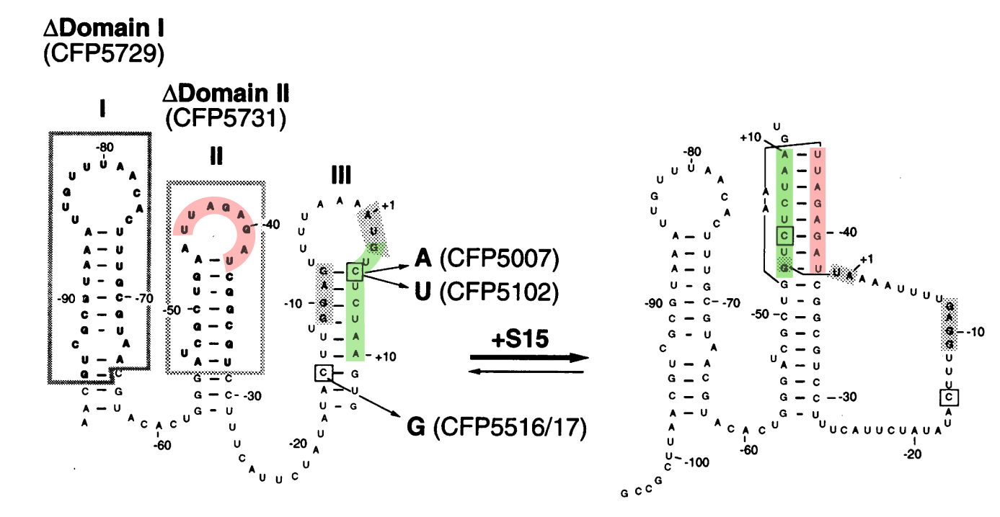 ΔDomain I
(CFP5729)
ΔDomain II
(CFP5731)
I
II
III
-80
-90
-70
-60
-50
-40
-30
-20
-10
+1
+10
A A C G U C G C G U A A A U U G U U U A A C A C U U U G C G U A A C G U A C A C U G G G A U C G C U G A A U U A G A G A U C G G C G U C C U U U C A U U C U A U A C U U U G G A G U U U A A A A U G U C U C U A A G U G
A (CFP5007)
U (CFP5102)
G (CFP5516/17)
+S15
-80
-90
-70
-100
-60
-50
-40
-30
-20
-10
+1
+10
G C C G C U U A A C G U C G C G U A A A U U G U U U A A C A C U U U G C G U A A C G U A C A C U G G G A U C G C U G A A U U A G A G A U C G G C G U C C U U U C A U U C U A U A C U U U G G A G U U U U A A A A U G U C U C U A A G U